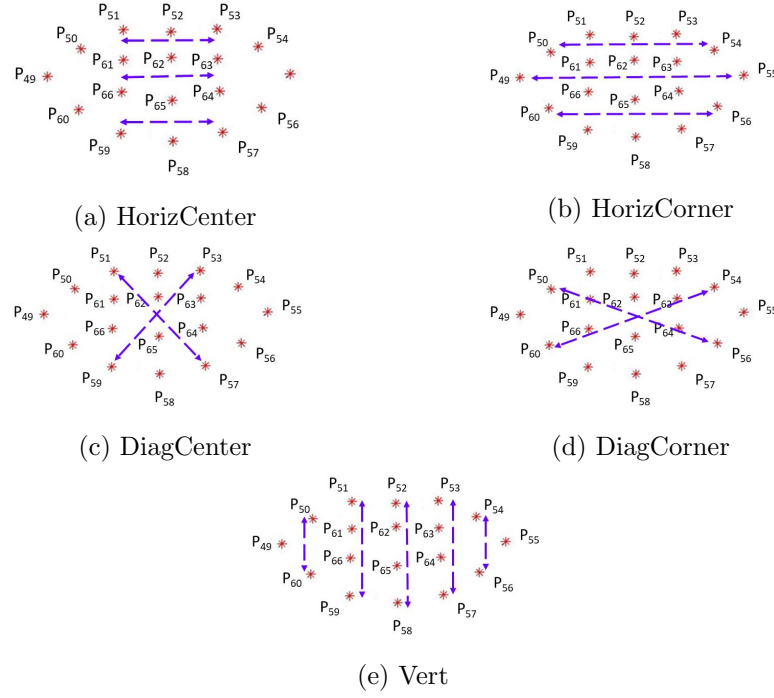 P51 P52 P53
P50 P54
P61 P62 P63
P49
P66 P65 P64
P60 P56
P59 P57
P58
(a) HorizCenter
P51 P52 P53
P50 P54
P61 P62 P63
P49 P55
P66 P65 P64
P60 P56
P59 P57
P58
(b) HorizCorner
P51 P52 P53
P50 P54
P61 P62 P63
P49 P55
P66 P65 P64
P60 P56
P59 P57
P58
(c) DiagCenter
P51 P52 P53
P50 P54
P61 P62 P63
P49 P55
P66 P65 P64
P60 P56
P59 P57
P58
(d) DiagCorner
P51 P52 P53
P50 P54
P61 P62 P63
P49 P55
P66 P65 P64
P60 P56
P59 P57
P58
(e) Vert